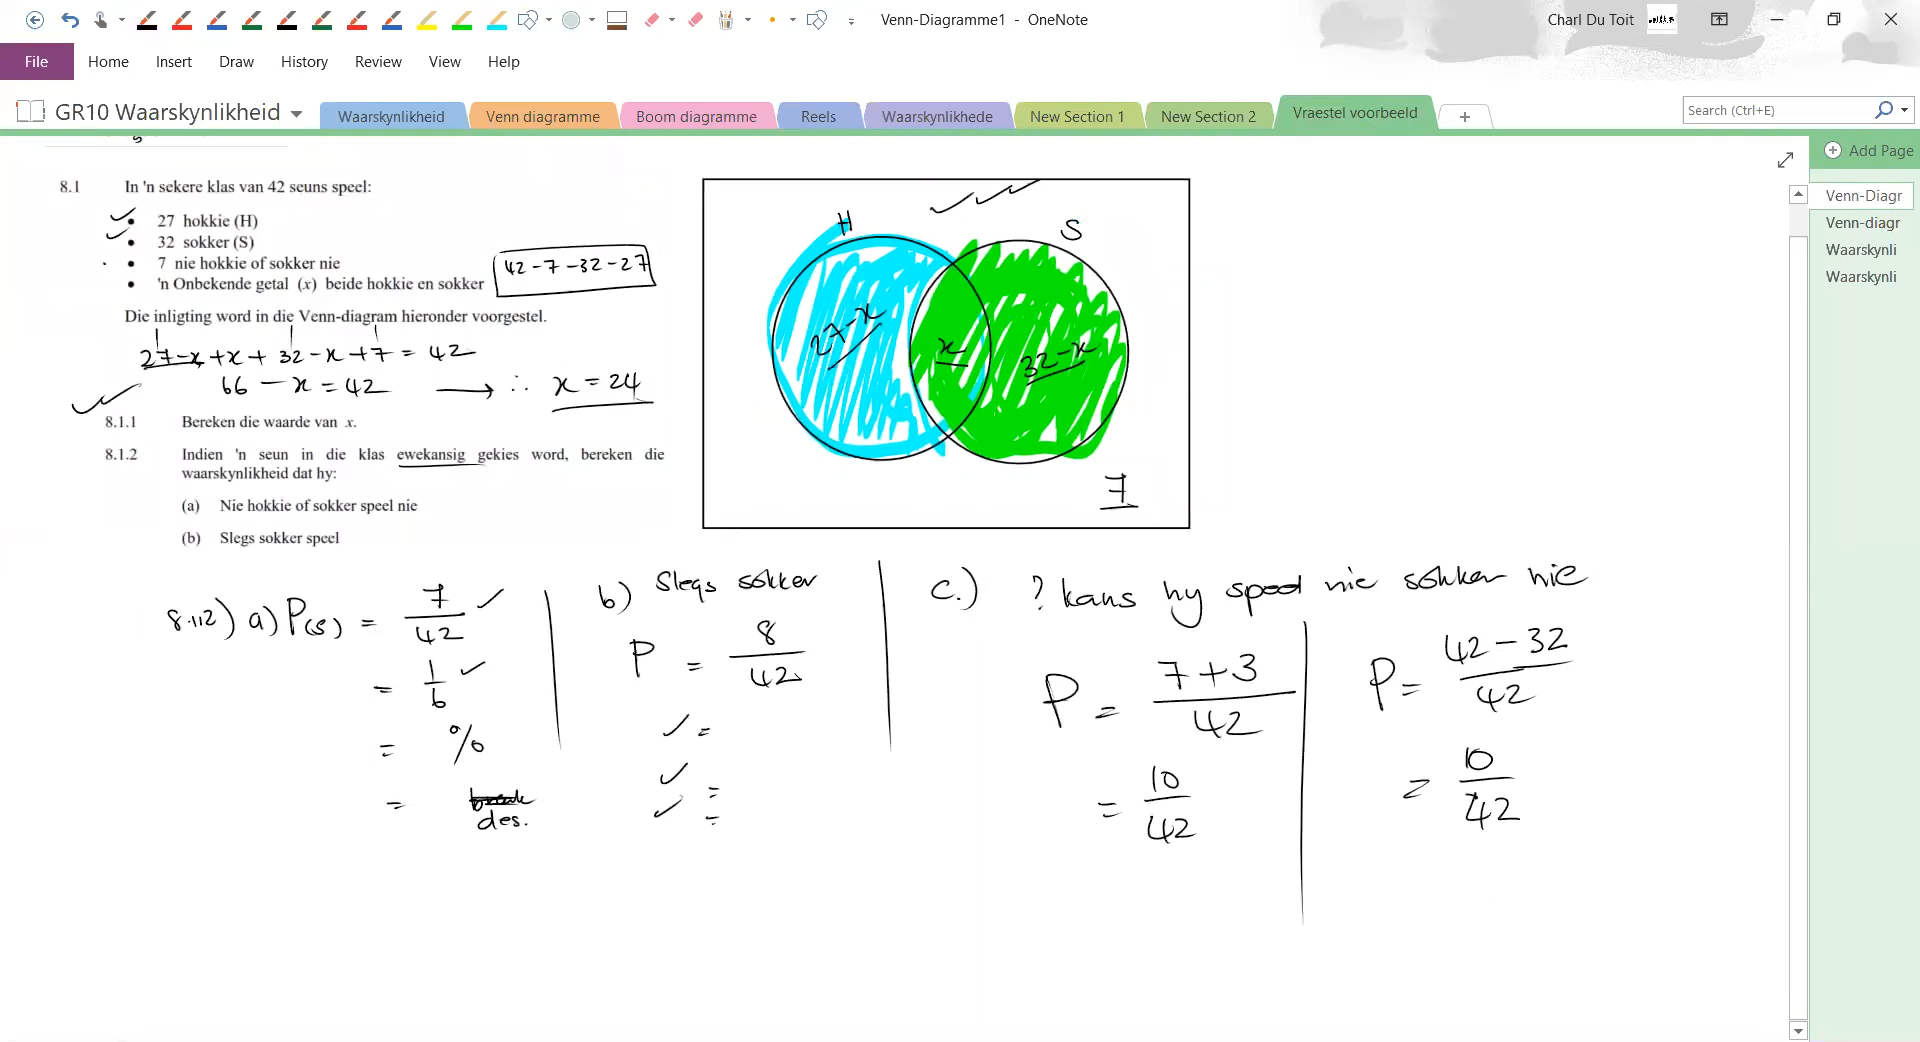 Venn-Diagramme1 - OneNote
Charl Du Toit
File Home Insert Draw History Review View Help
GR10 Waarskynlikheid
Waarskynlikheid
Venn diagramme
Boom diagramme
Reels
Waarskynlikhede
New Section 1
New Section 2
Vraestel voorbeeld
+
Search (Ctrl+E)
Add Page
Venn-Diagr
Venn-diagr
Waarskynli
Waarskynli
8.1 In 'n sekere klas van 42 seuns speel:
• 27 hokkie (H)
• 32 sokker (S)
• 7 nie hokkie of sokker nie
• 'n Onbekende getal (x) beide hokkie en sokker
42 - 7 - 32 - 27
Die inligting word in die Venn-diagram hieronder voorgestel.
27 - x + x + 32 - x + 7 = 42
66 - x = 42 → ∴ x = 24
8.1.1 Bereken die waarde van x.
8.1.2 Indien 'n seun in die klas ewekansig gekies word, bereken die
waarskynlikheid dat hy:
(a) Nie hokkie of sokker speel nie
(b) Slegs sokker speel
H
S
27-x
x
32-x
7
8.1.2) a) P(S) = 7/42
= 1/6
= %
=
des.
b) Slegs sokker
P = 8/42
=
=
=
c.) ? kans hy speel nie sokker nie
P = 7+3/42
= 10/42
P = 42-32/42
= 10/42